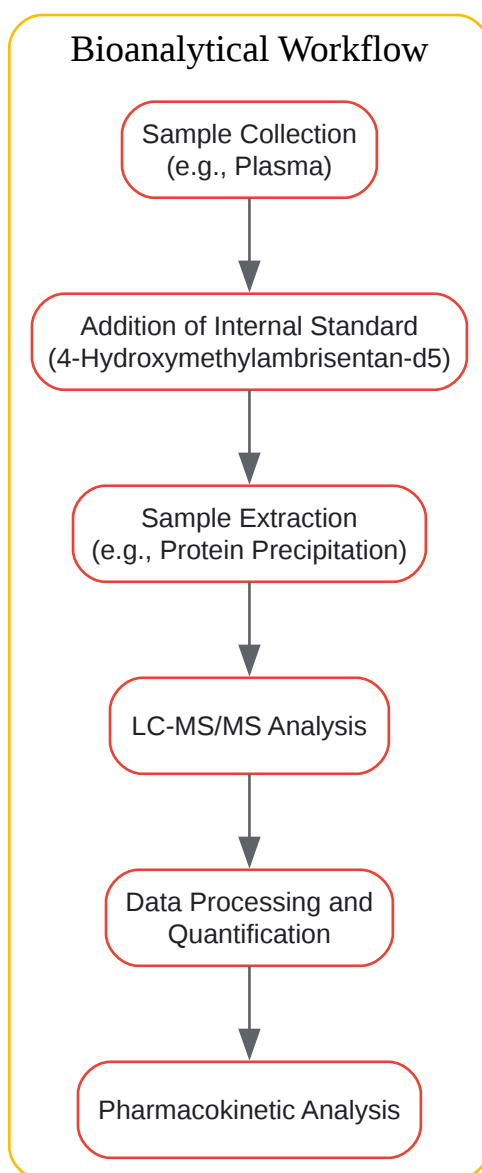 Bioanalytical Workflow
Sample Collection
(e.g., Plasma)
Addition of Internal Standard
(4-Hydroxymethylambrisentan-d5)
Sample Extraction
(e.g., Protein Precipitation)
LC-MS/MS Analysis
Data Processing and
Quantification
Pharmacokinetic Analysis